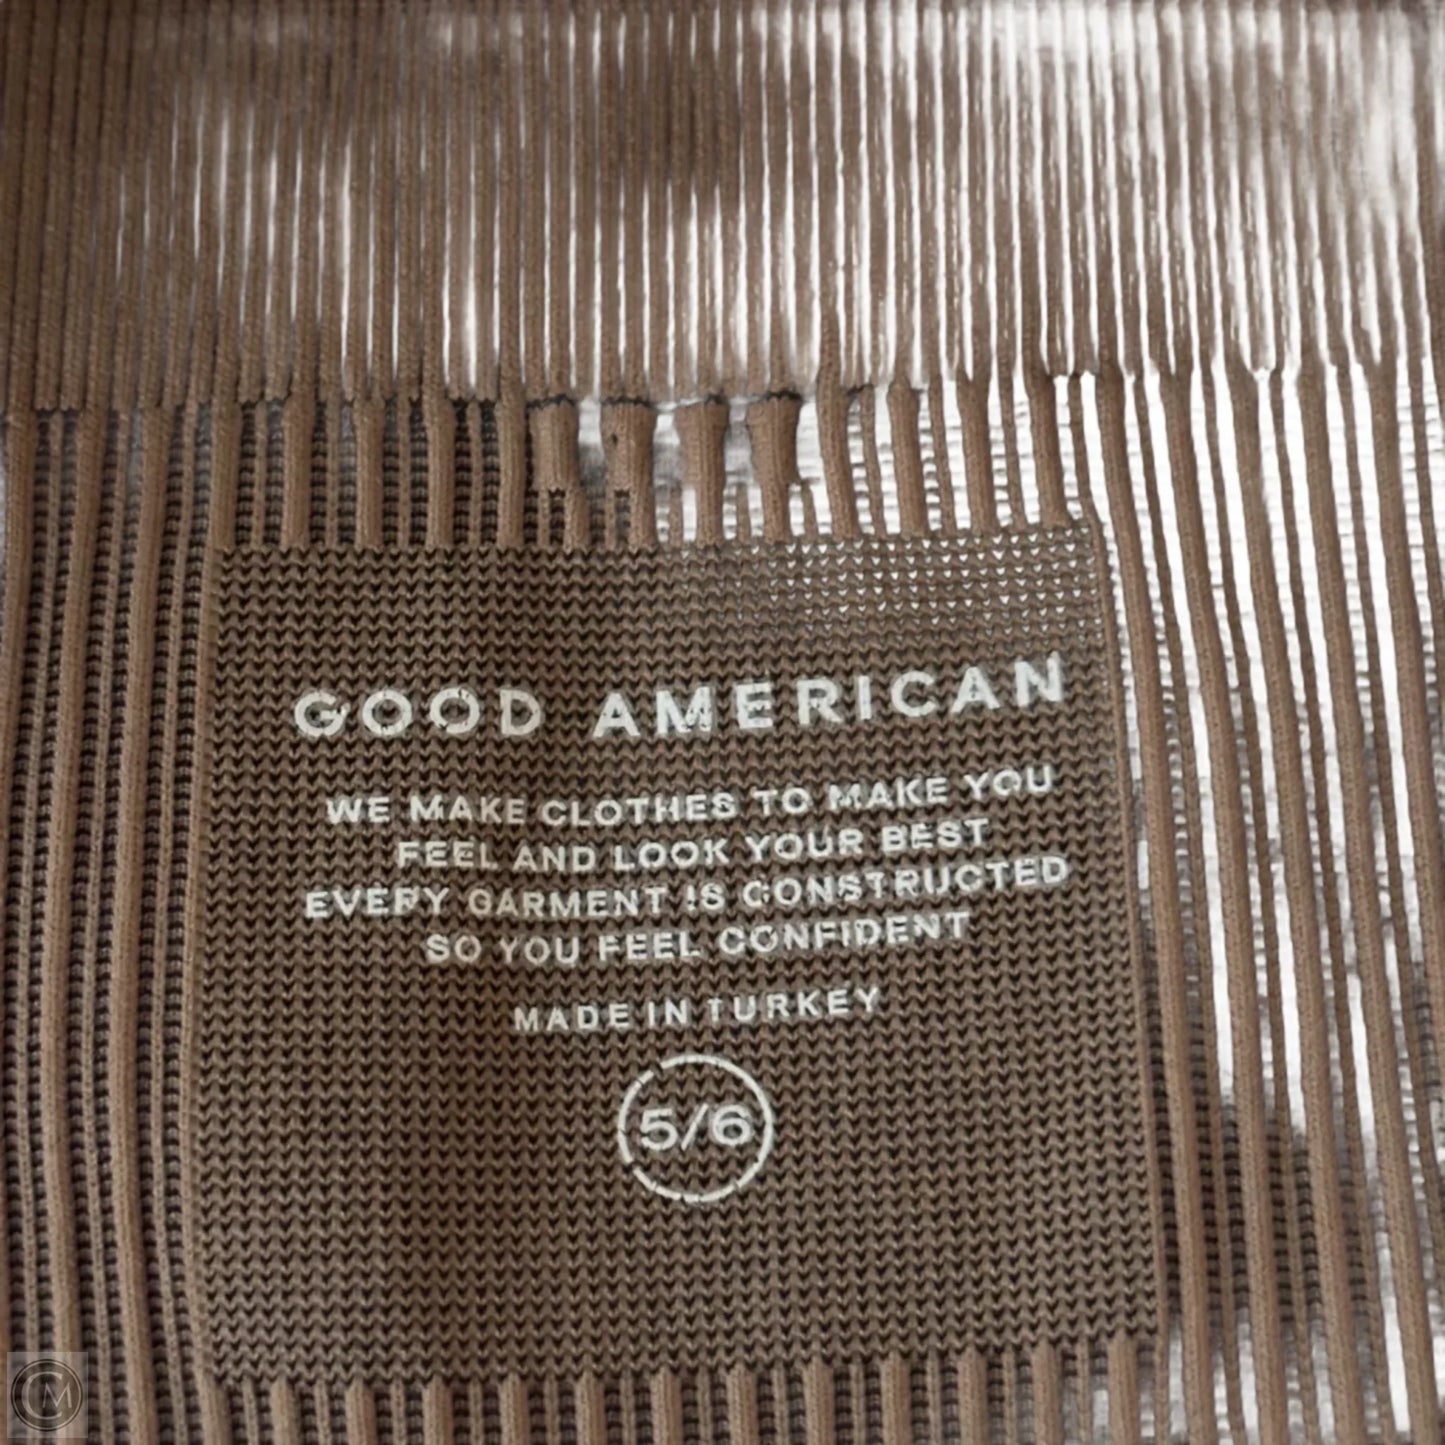 GOOD AMERICAN
WE MAKE CLOTHES TO MAKE YOU
FEEL AND LOOK YOUR BEST
EVERY GARMENT IS CONSTRUCTED
SO YOU FEEL CONFIDENT
MADE IN TURKEY
5/6
CM